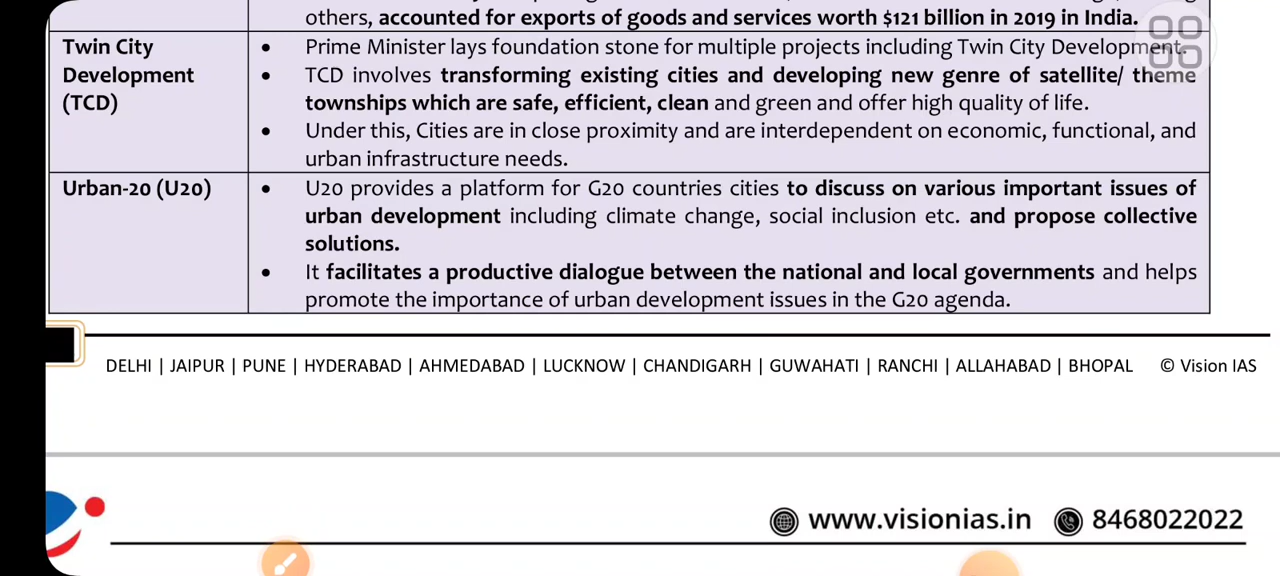 others, accounted for exports of goods and services worth $121 billion in 2019 in India.
Twin City Development (TCD)
• Prime Minister lays foundation stone for multiple projects including Twin City Development.
• TCD involves transforming existing cities and developing new genre of satellite/ theme
townships which are safe, efficient, clean and green and offer high quality of life.
• Under this, Cities are in close proximity and are interdependent on economic, functional, and
urban infrastructure needs.
Urban-20 (U20)
• U20 provides a platform for G20 countries cities to discuss on various important issues of
urban development including climate change, social inclusion etc. and propose collective
solutions.
• It facilitates a productive dialogue between the national and local governments and helps
promote the importance of urban development issues in the G20 agenda.
DELHI | JAIPUR | PUNE | HYDERABAD | AHMEDABAD | LUCKNOW | CHANDIGARH | GUWAHATI | RANCHI | ALLAHABAD | BHOPAL © Vision IAS
www.visionias.in 8468022022